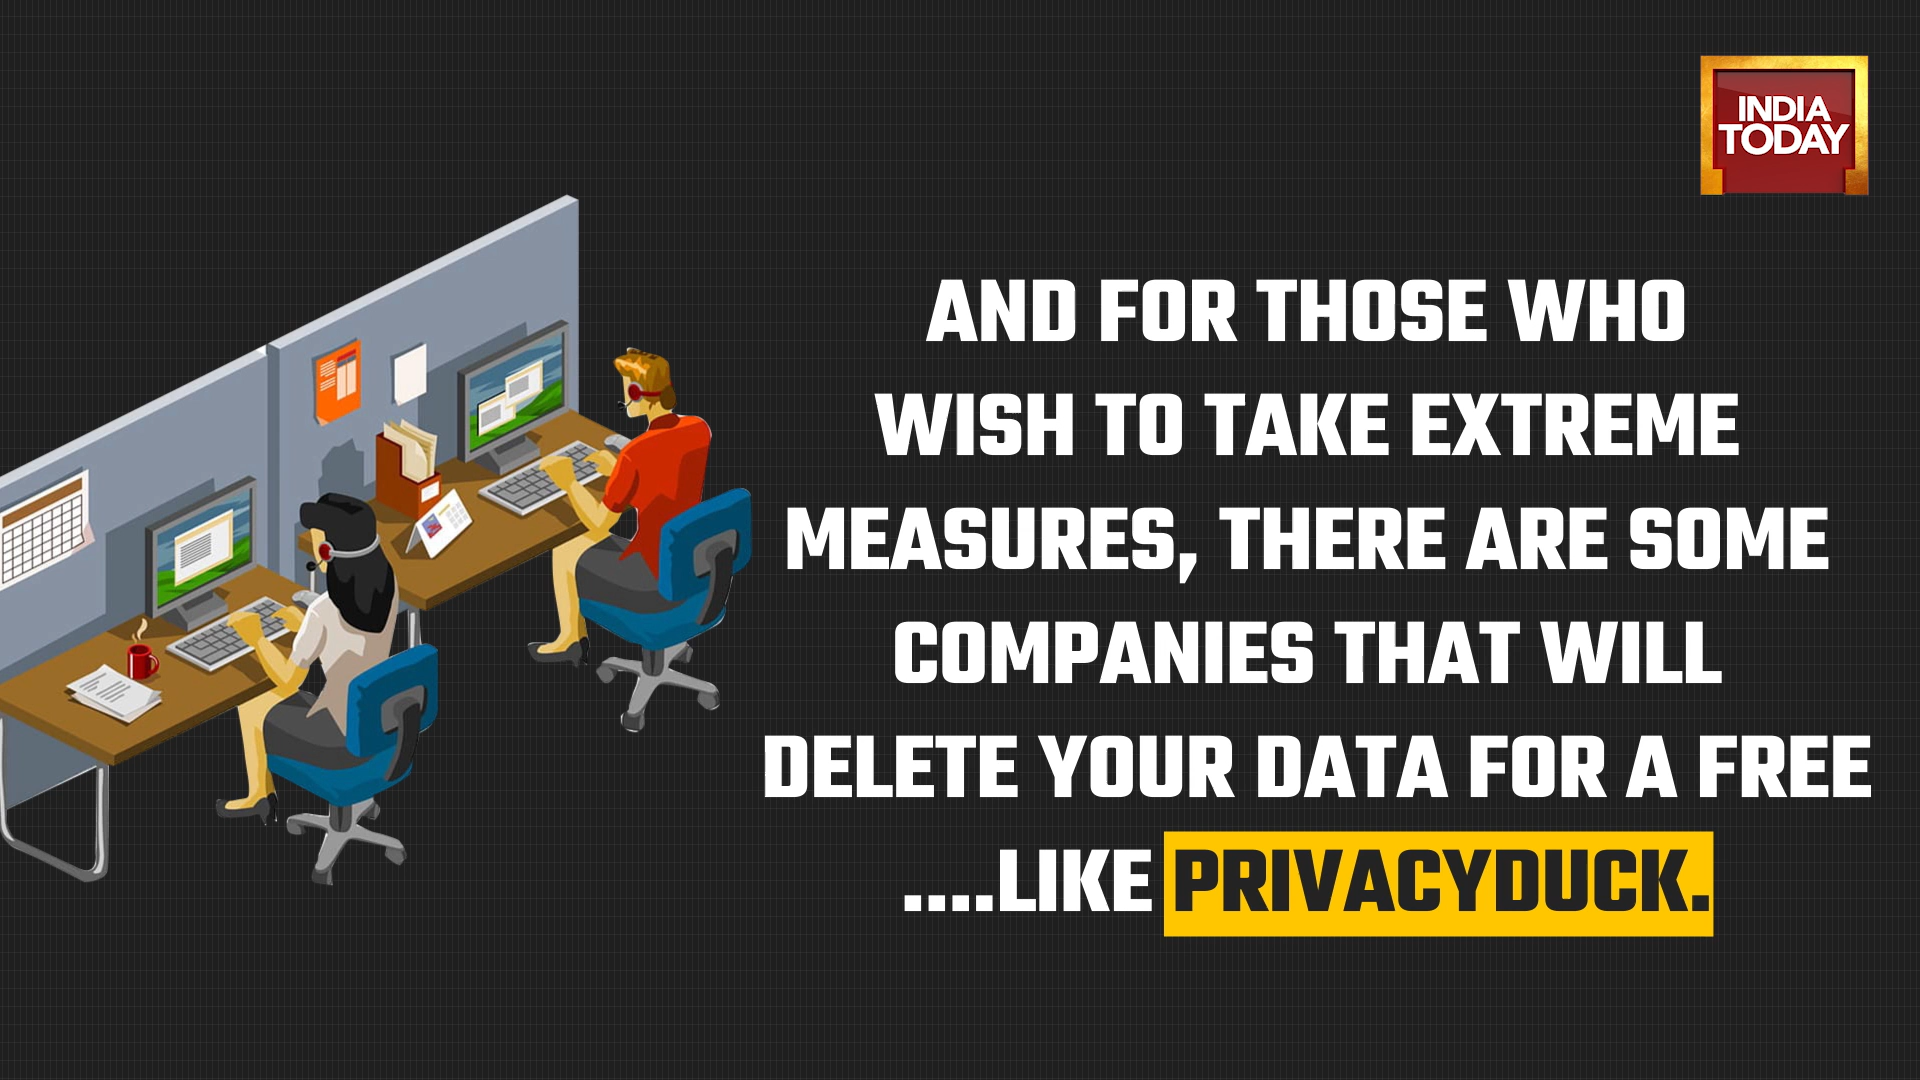 INDIA
TODAY
AND FOR THOSE WHO
WISH TO TAKE EXTREME
MEASURES, THERE ARE SOME
COMPANIES THAT WILL
DELETE YOUR DATA FOR A FREE
....LIKE PRIVACYDUCK.